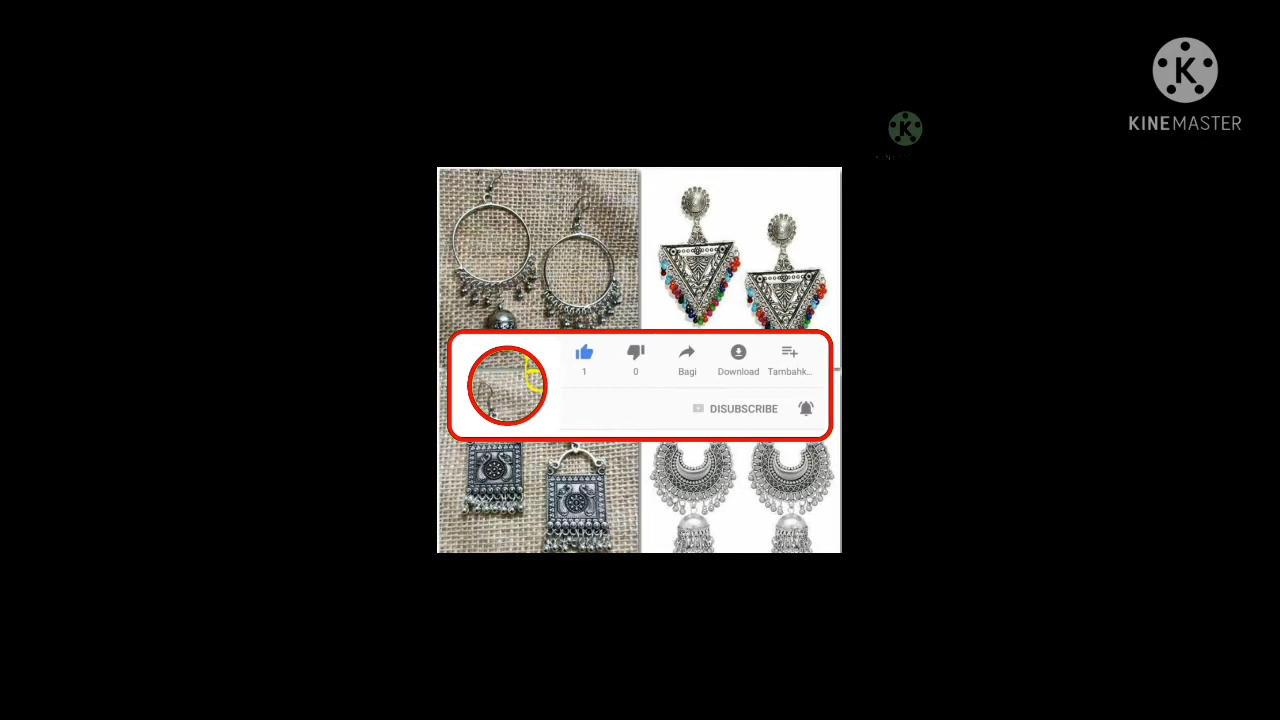 KINEMASTER
1
0
Bagi
Download
Tambahk...
DISUBSCRIBE